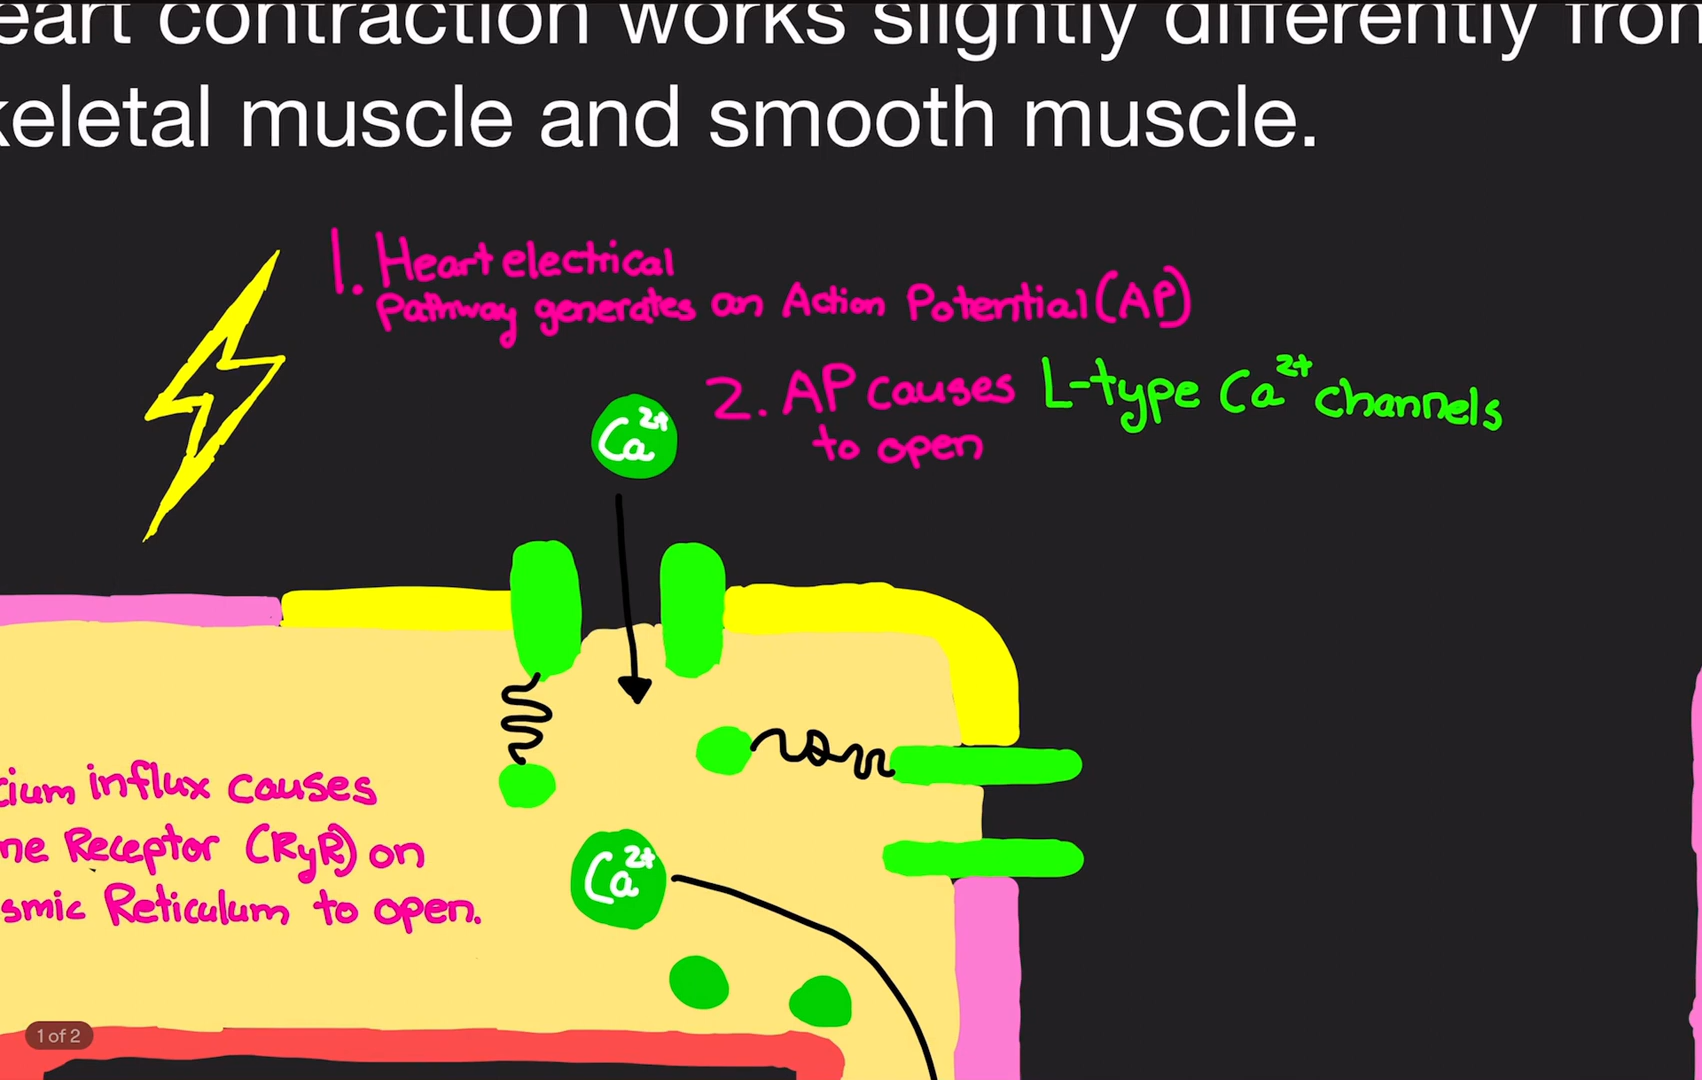 eart contraction works slightly differently from
keletal muscle and smooth muscle.
1. Heart electrical
Pathway generates an Action Potential (AP)
2. AP causes L-type Ca²⁺ channels
to open
Ca²⁺
cium influx causes
ne Receptor (RyR) on
Ca²⁺
smic Reticulum to open.
1 of 2